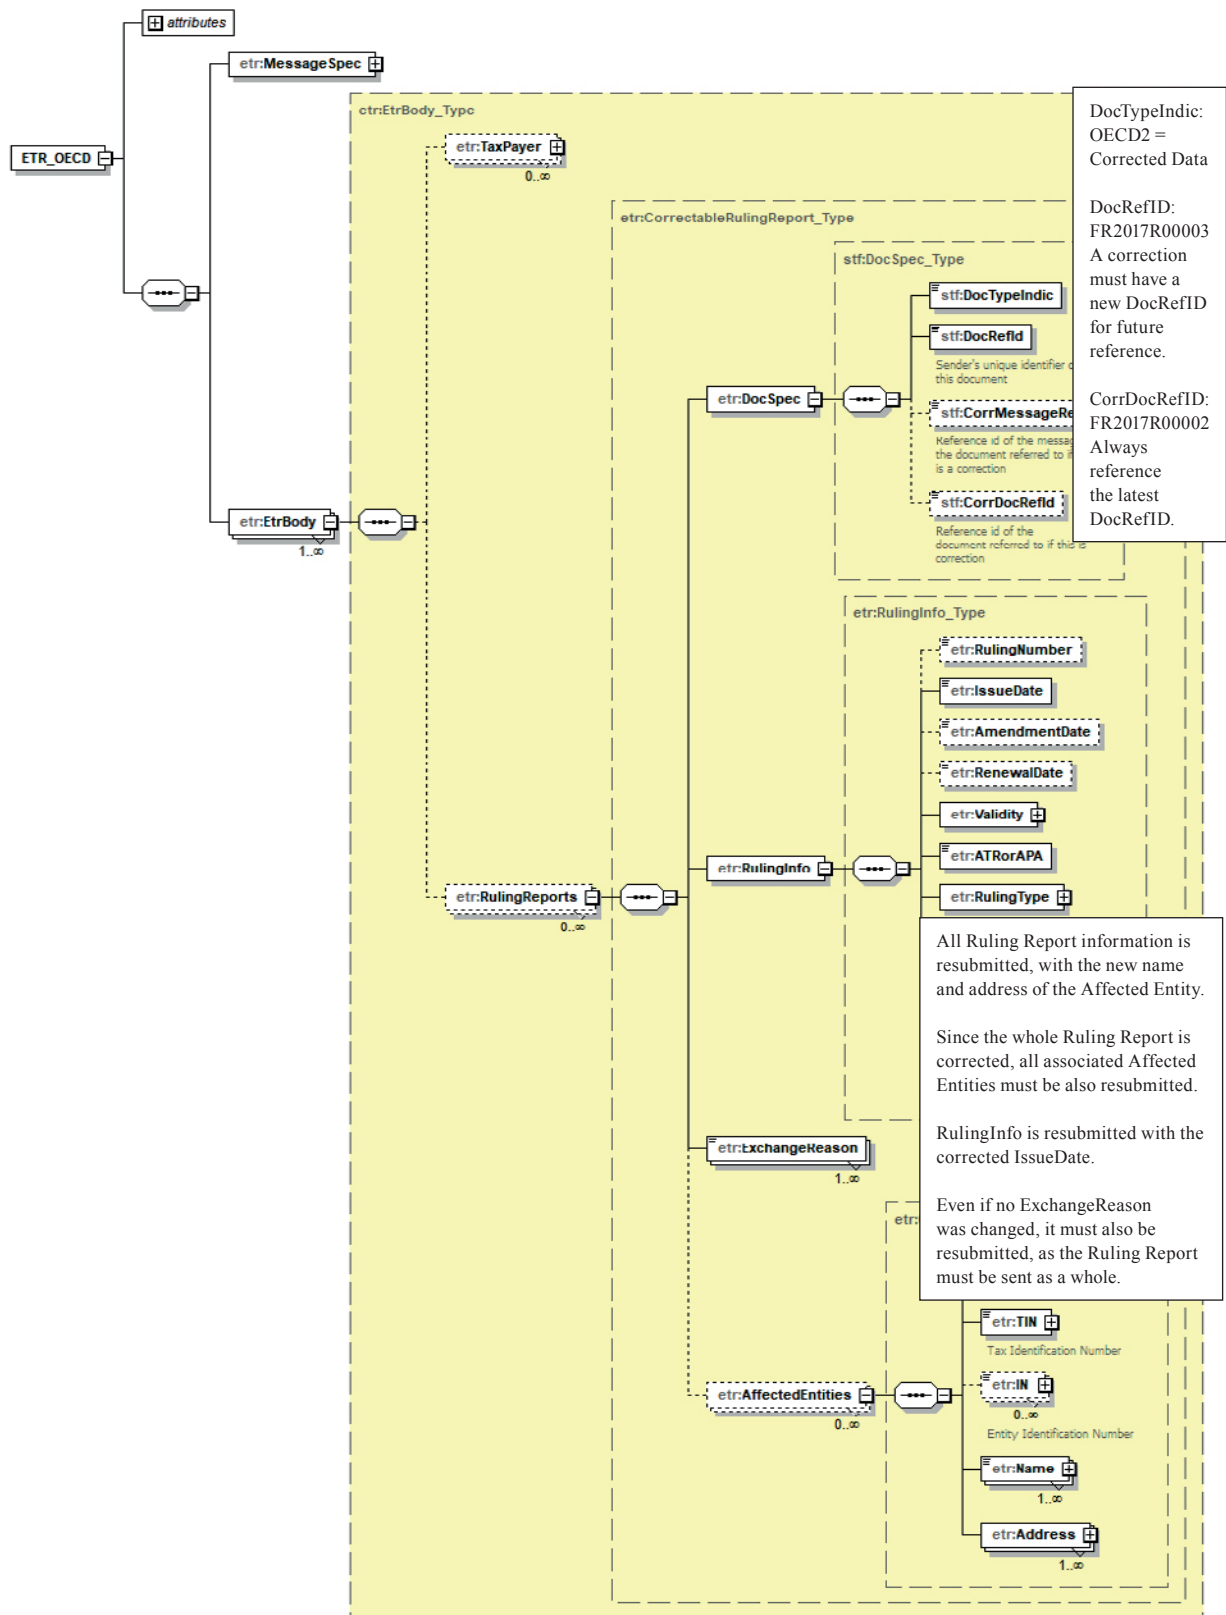 attributes
etr:MessageSpec
ETR_OECD
etr:EtrBody_Type
etr:TaxPayer
0..∞
etr:CorrectableRulingReport_Type
stf:DocSpec_Type
stf:DocTypeIndic
stf:DocRefId
Sender's unique identifier
this document
etr:DocSpec
stf:CorrMessageRe
Reference id of the messag
the document referred to if
is a correction
stf:CorrDocRefId
Reference id of the
document referred to if this is
correction
DocTypeIndic:
OECD2 =
Corrected Data
DocRefID:
FR2017R00003
A correction
must have a
new DocRefID
for future
reference.
CorrDocRefID:
FR2017R00002
Always
reference
the latest
DocRefID.
etr:EtrBody
1..∞
etr:RulingInfo_Type
etr:RulingNumber
etr:IssueDate
etr:AmendmentDate
etr:RenewalDate
etr:Validity
etr:ATRorAPA
etr:RulingInfo
etr:RulingType
etr:RulingReports
0..∞
All Ruling Report information is
resubmitted, with the new name
and address of the Affected Entity.
Since the whole Ruling Report is
corrected, all associated Affected
Entities must be also resubmitted.
RulingInfo is resubmitted with the
corrected IssueDate.
Even if no ExchangeReason
was changed, it must also be
resubmitted, as the Ruling Report
must be sent as a whole.
etr:ExchangeReason
1..∞
etr:
etr:TIN
Tax Identification Number
etr:IN
0..∞
Entity Identification Number
etr:AffectedEntities
0..∞
etr:Name
1..∞
etr:Address
1..∞